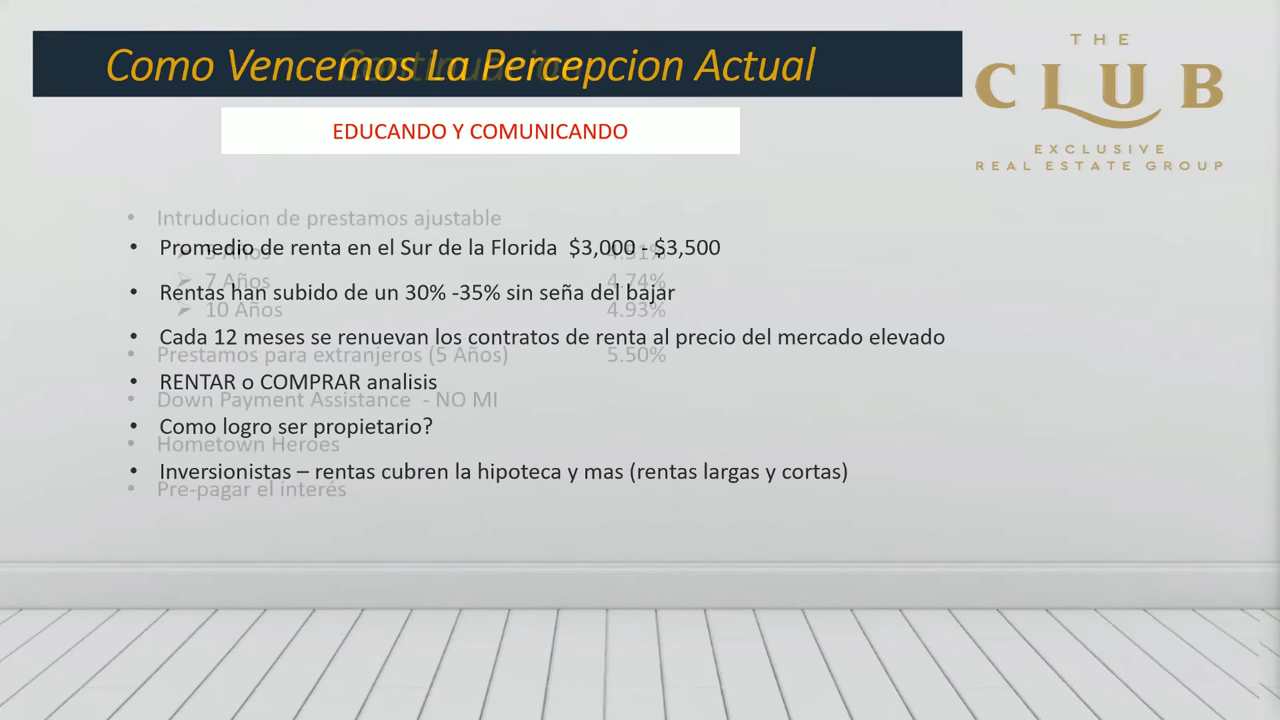 Como Vencemos La Percepcion Actual
THE
CLUB
EXCLUSIVE
REAL ESTATE GROUP
EDUCANDO Y COMUNICANDO
• Intruducion de prestamos ajustable
• Promedio de renta en el Sur de la Florida $3,000 - $3,500
➤ 5 Años
➤ 7 Años 4.74%
• Rentas han subido de un 30% -35% sin seña del bajar
➤ 10 Años 4.93%
• Cada 12 meses se renuevan los contratos de renta al precio del mercado elevado
• Prestamos para extranjeros (5 Años) 5.50%
• RENTAR o COMPRAR analisis
• Down Payment Assistance - NO MI
• Como logro ser propietario?
• Hometown Heroes
• Inversionistas – rentas cubren la hipoteca y mas (rentas largas y cortas)
• Pre-pagar el interés